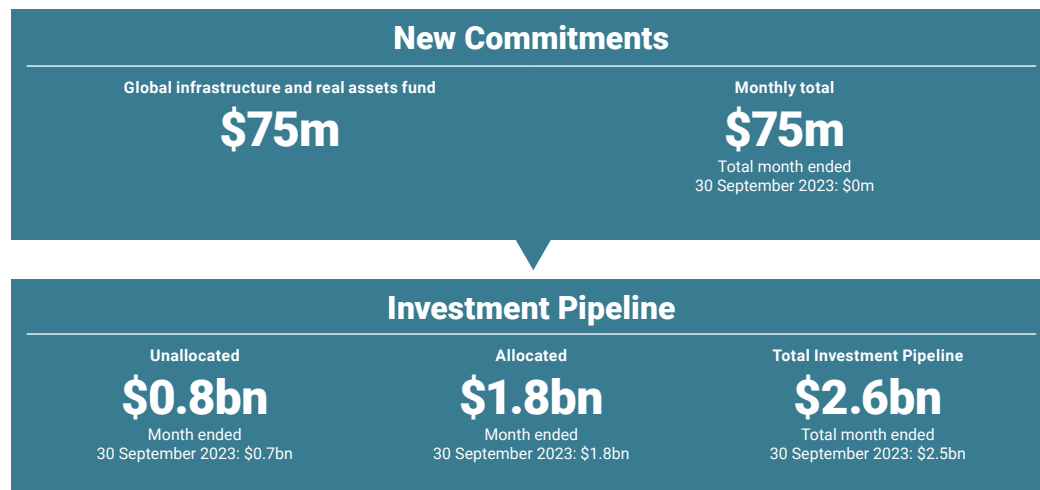 New Commitments
Global infrastructure and real assets fund
$75m
Monthly total
$75m
Total month ended
30 September 2023: $0m
Investment Pipeline
Unallocated
$0.8bn
Month ended
30 September 2023: $0.7bn
Allocated
$1.8bn
Month ended
30 September 2023: $1.8bn
Total Investment Pipeline
$2.6bn
Total month ended
30 September 2023: $2.5bn